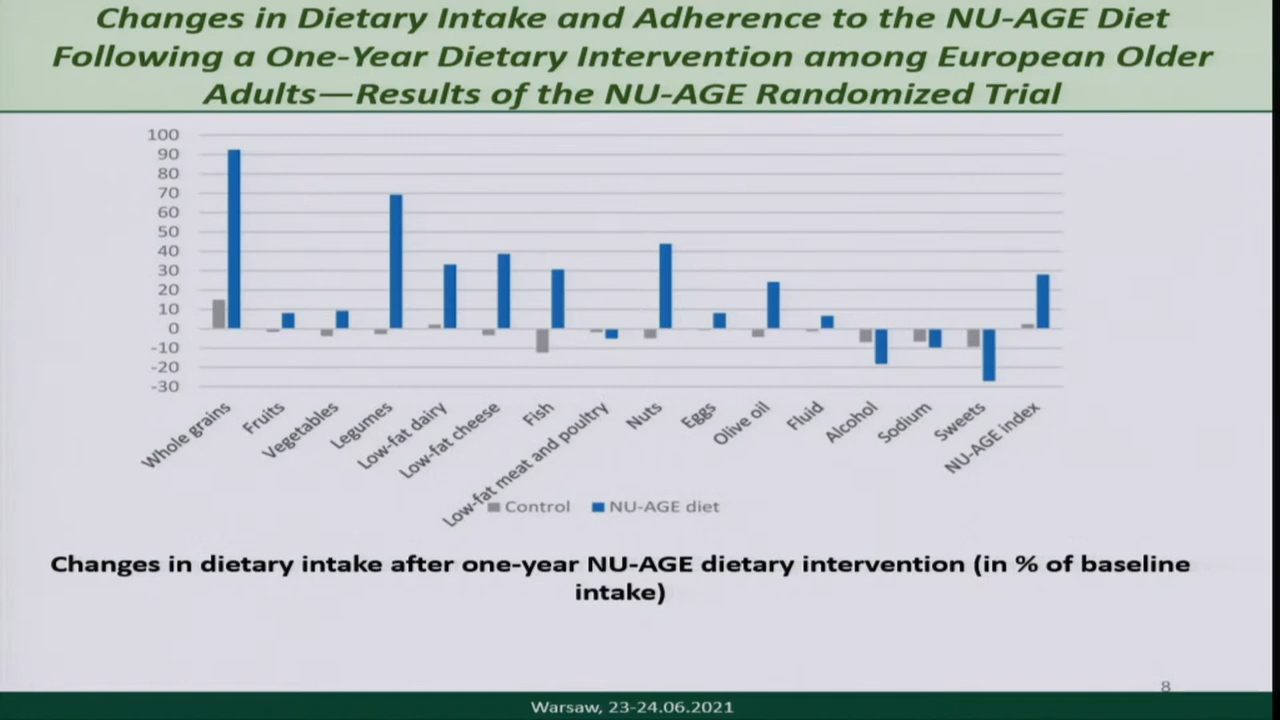 Changes in Dietary Intake and Adherence to the NU-AGE Diet
Following a One-Year Dietary Intervention among European Older
Adults—Results of the NU-AGE Randomized Trial
100
90
80
70
60
50
40
30
20
10
0
-10
-20
-30
Whole grains
Fruits
Vegetables
Legumes
Low-fat dairy
Low-fat cheese
Fish
Low-fat meat and poultry
Nuts
Eggs
Olive oil
Fluid
Alcohol
Sodium
Sweets
NU-AGE index
Control NU-AGE diet
Changes in dietary intake after one-year NU-AGE dietary intervention (in % of baseline
intake)
8
Warsaw, 23-24.06.2021